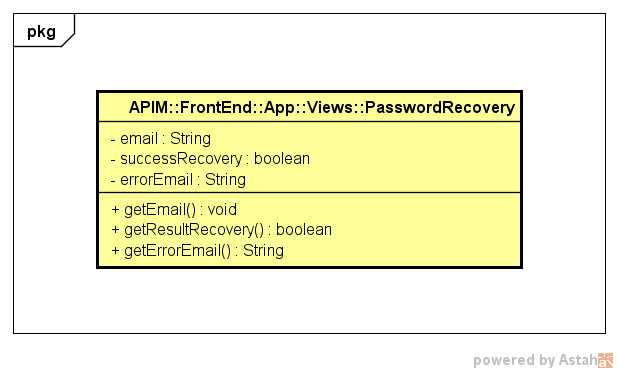 pkg
APIM::FrontEnd::App::Views::PasswordRecovery
- email : String
- successRecovery : boolean
- errorEmail : String
+ getEmail() : void
+ getResultRecovery() : boolean
+ getErrorEmail() : String
powered by Astah